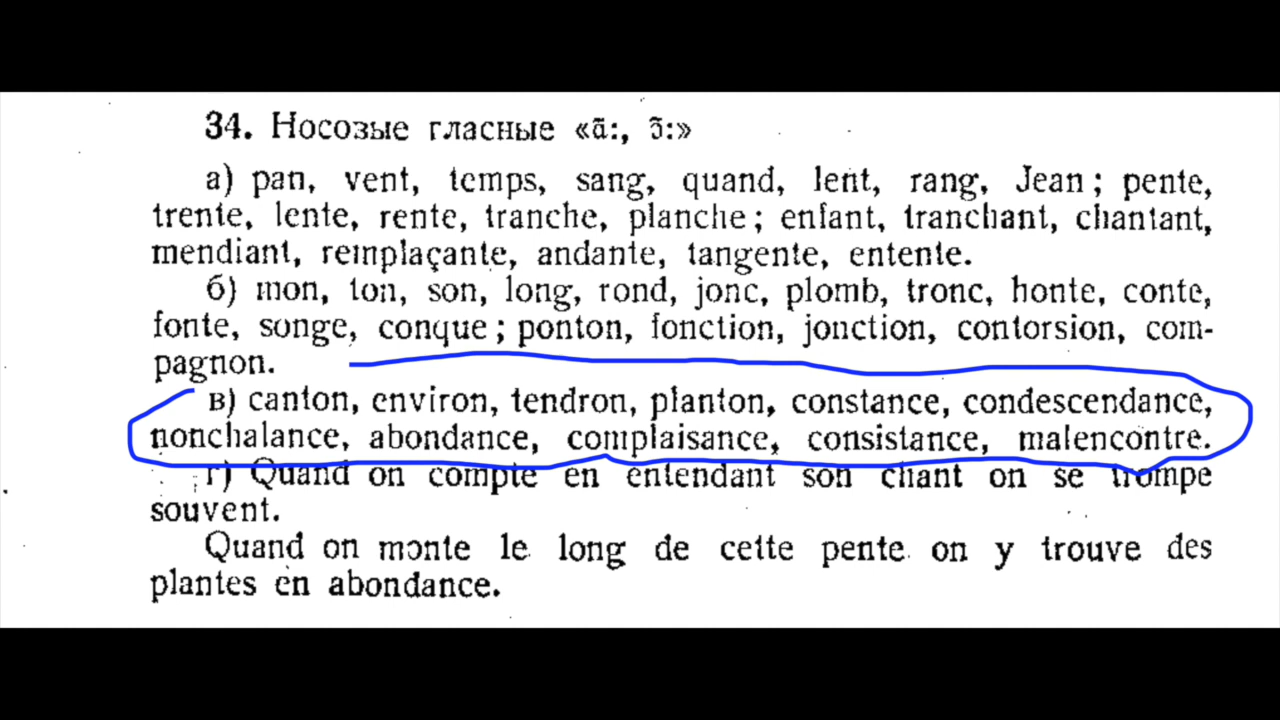 34. Носовые гласные «ɑ̃:, ɔ̃:»
а) pan, vent, temps, sang, quand, lent, rang, Jean; pente,
trente, lente, rente, tranche, planche; enfant, tranchant, chantant,
mendiant, remplaçante, andante, tangente, entente.
б) mon, ton, son, long, rond, jonc, plomb, tronc, honte, conte,
fonte, songe, conque; ponton, fonction, jonction, contorsion, com-
pagnon.
в) canton, environ, tendron, planton, constance, condescendance,
nonchalance, abondance, complaisance, consistance, malencontre.
г) Quand on compte en entendant son chant on se trompe
souvent.
Quand on monte le long de cette pente on y trouve des
plantes en abondance.